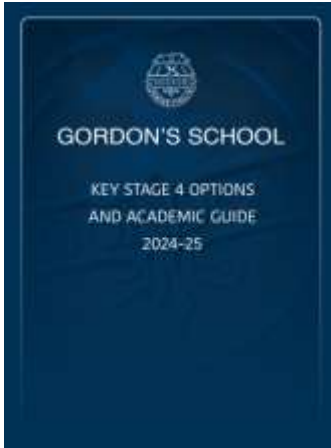 GORDON'S SCHOOL
KEY STAGE 4 OPTIONS
AND ACADEMIC GUIDE
2024-25